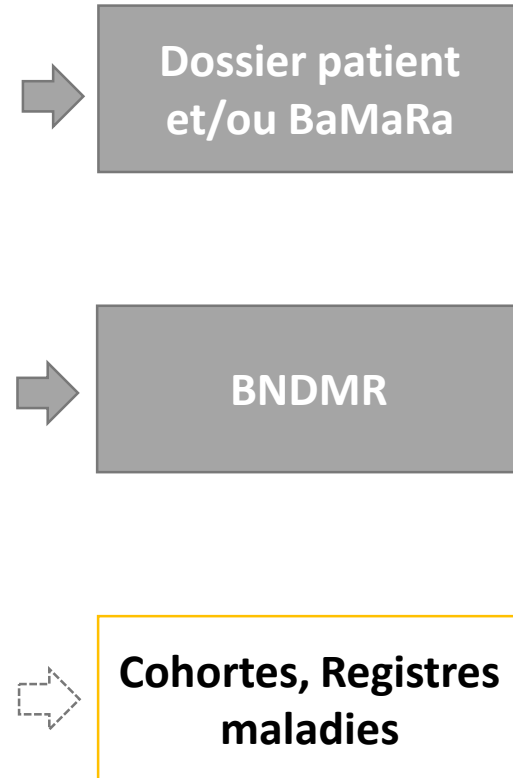 Dossier patient
et/ou BaMaRa
BNDMR
Cohortes, Registres
maladies